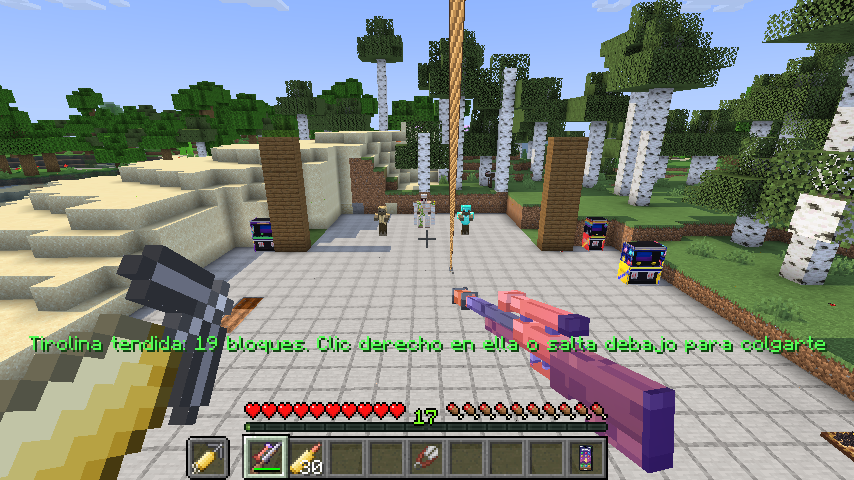 Tirolina tendida: 19 bloques. Clic derecho en ella o salta debajo para colgarte
17
30